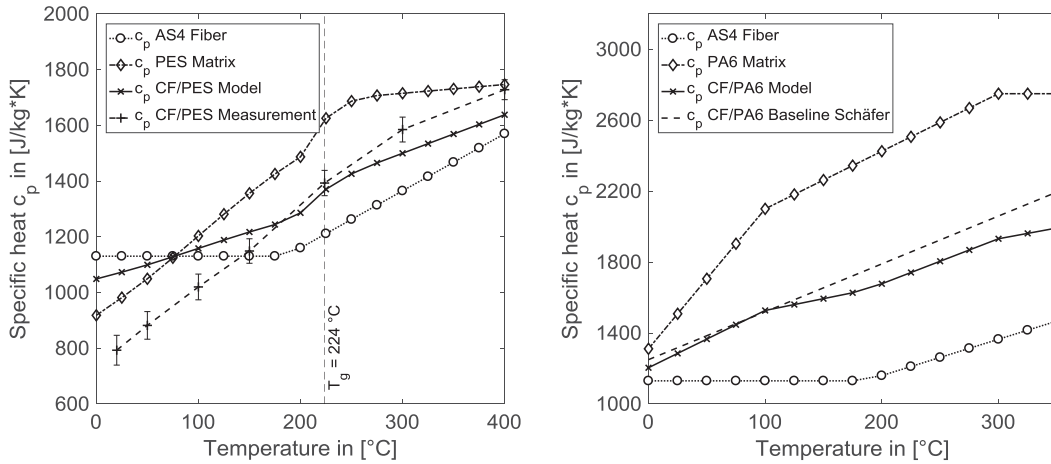 2000
1800
1600
1400
1200
1000
800
600
0
100
200
300
400
Specific heat c_p in [J/kg*K]
Temperature in [°C]
c_p AS4 Fiber
c_p PES Matrix
c_p CF/PES Model
c_p CF/PES Measurement
T_g = 224 °C
3000
2600
2200
1800
1400
1000
0
100
200
300
Specific heat c_p in [J/kg*K]
Temperature in [°C]
c_p AS4 Fiber
c_p PA6 Matrix
c_p CF/PA6 Model
c_p CF/PA6 Baseline Schäfer